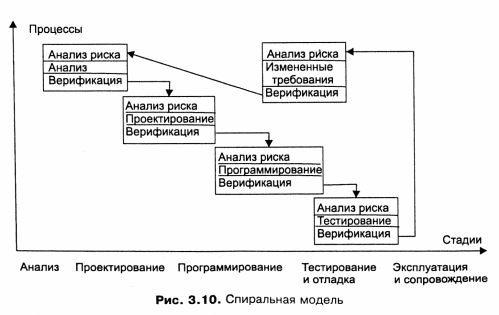 Процессы
Анализ риска
Анализ
Верификация
Анализ риска
Измененные
требования
Верификация
Анализ риска
Проектирование
Верификация
Анализ риска
Программирование
Верификация
Анализ риска
Тестирование
Верификация
Стадии
Анализ Проектирование Программирование Тестирование Эксплуатация
и отладка и сопровождение
Рис. 3.10. Спиральная модель